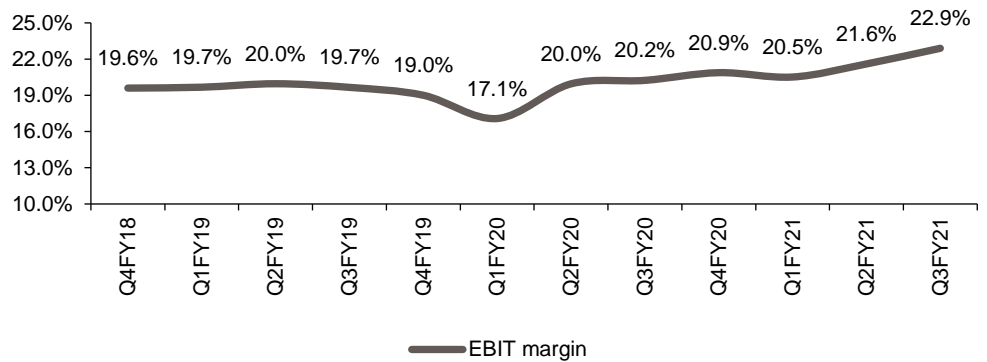 25.0%
22.0%
19.0%
16.0%
13.0%
10.0%
19.6%
19.7%
20.0%
19.7%
19.0%
17.1%
20.0%
20.2%
20.9%
20.5%
21.6%
22.9%
Q4FY18
Q1FY19
Q2FY19
Q3FY19
Q4FY19
Q1FY20
Q2FY20
Q3FY20
Q4FY20
Q1FY21
Q2FY21
Q3FY21
EBIT margin